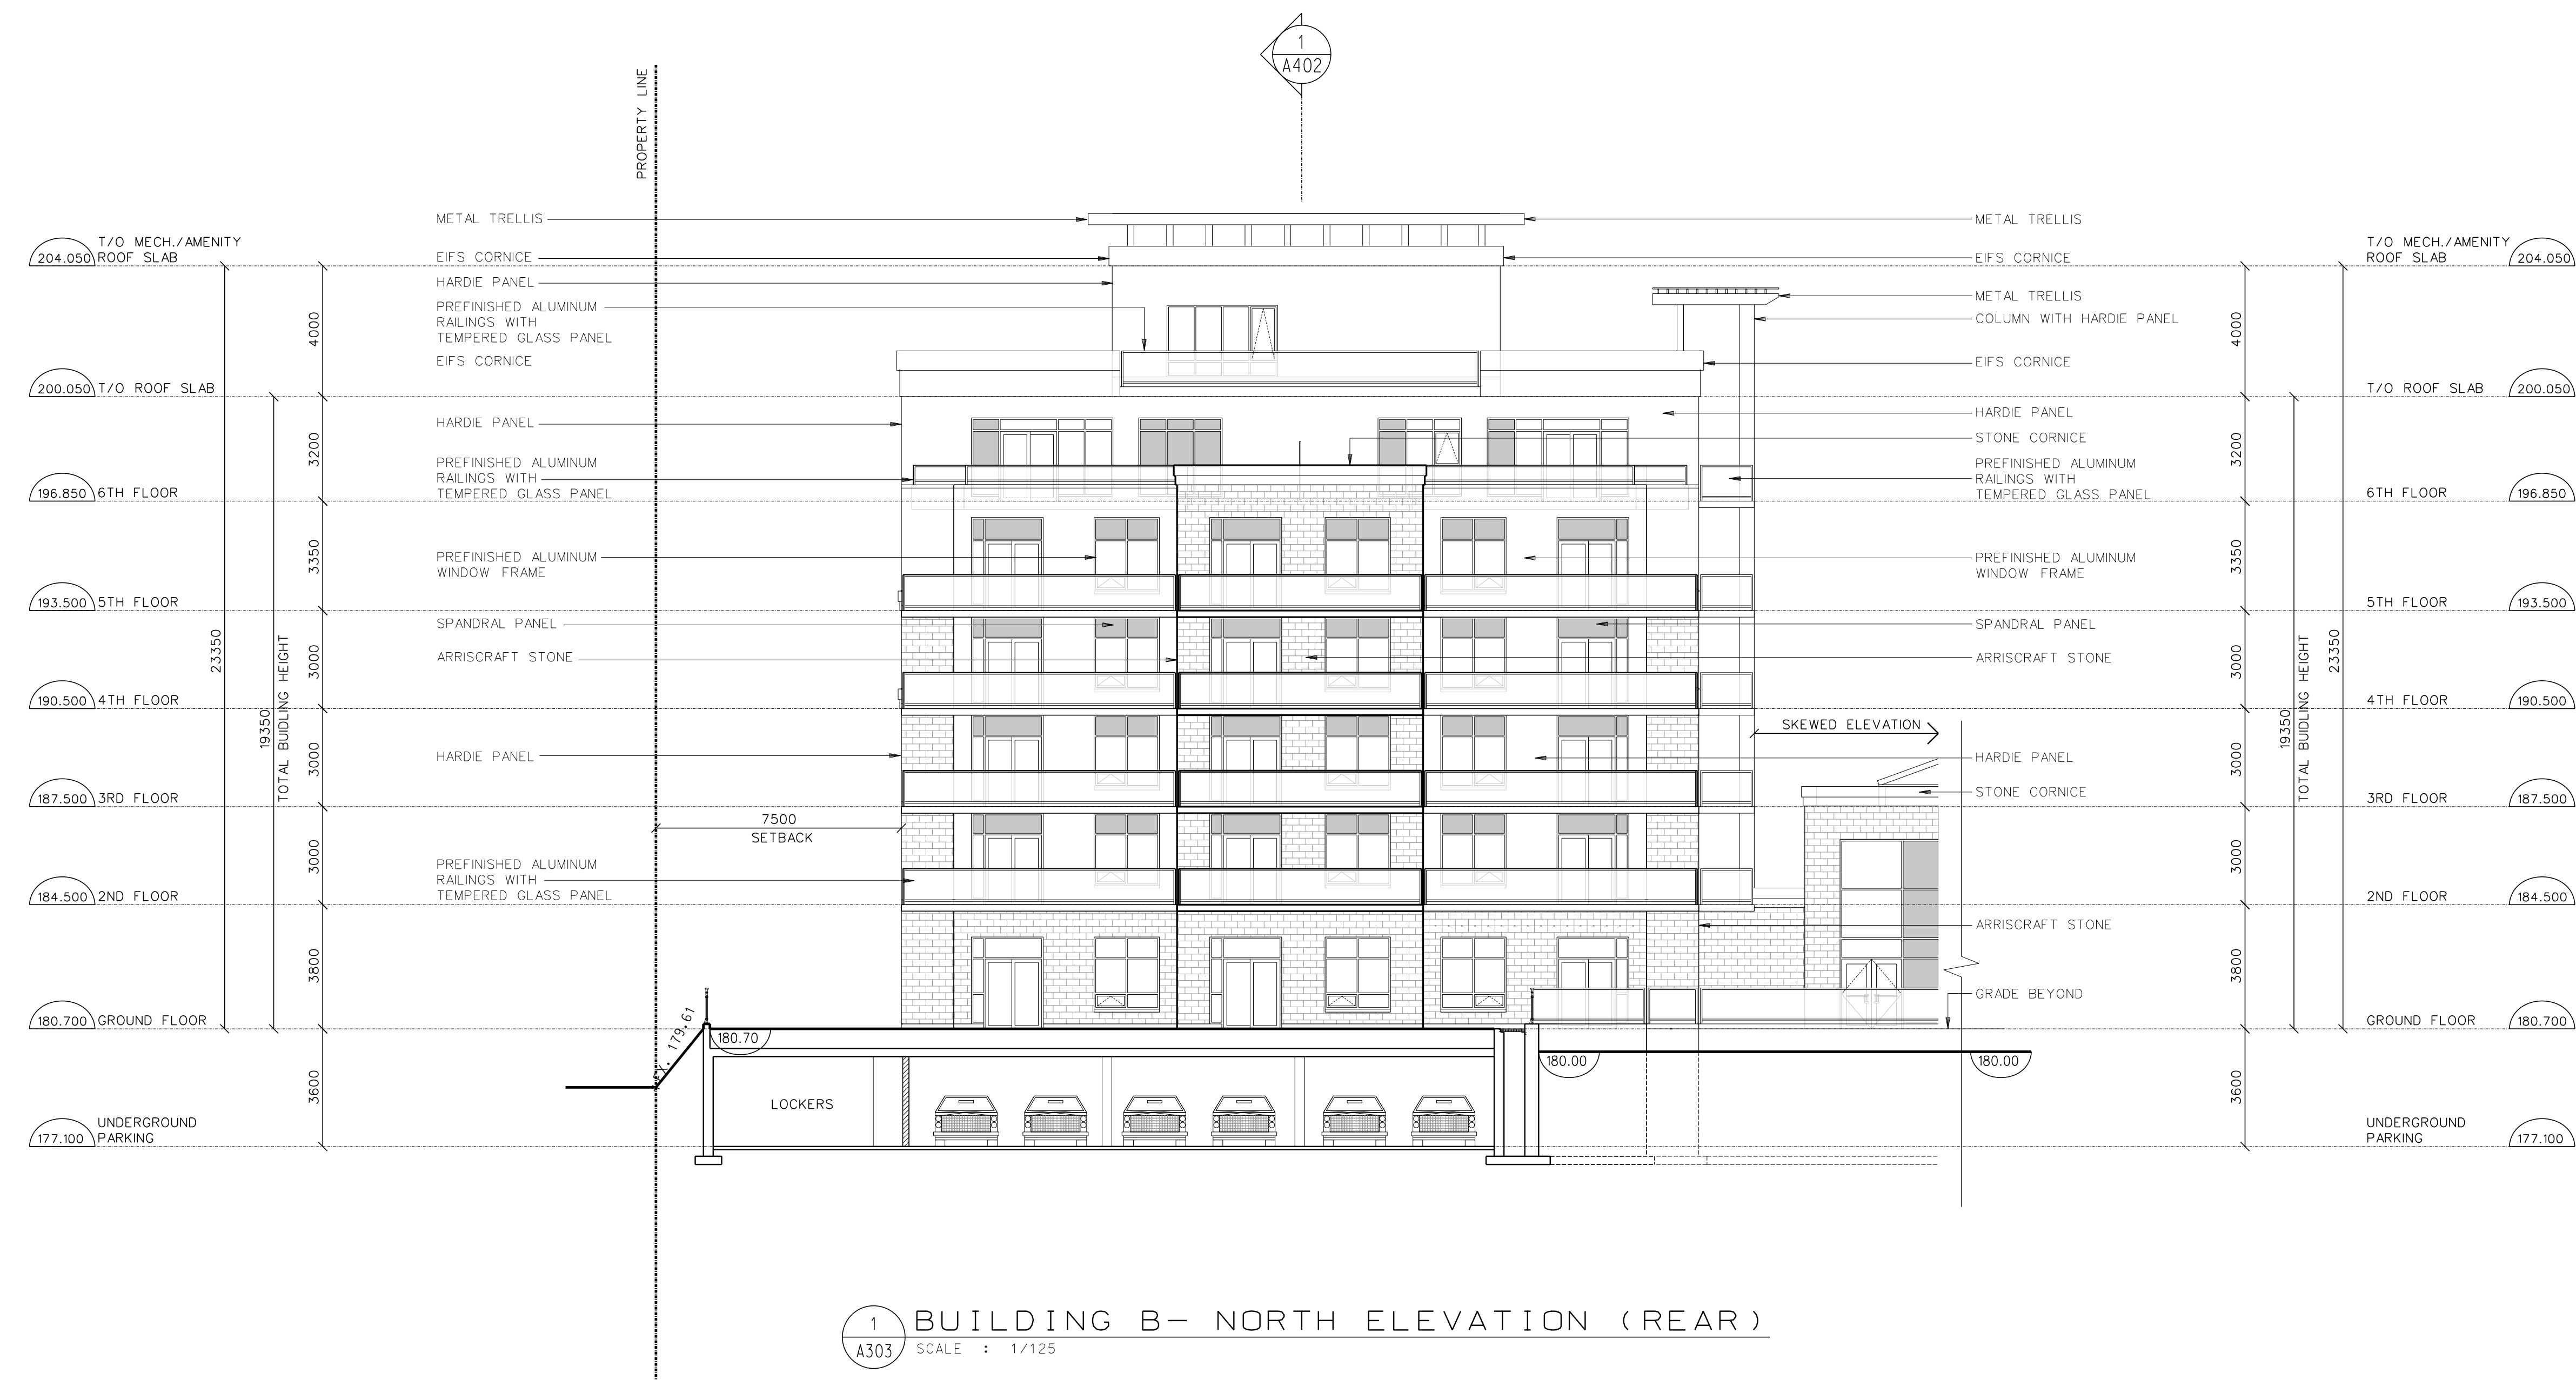 1
A402
PROPERTY LINE
204.050
T/O MECH./AMENITY
ROOF SLAB
200.050
T/O ROOF SLAB
196.850
6TH FLOOR
193.500
5TH FLOOR
190.500
4TH FLOOR
187.500
3RD FLOOR
184.500
2ND FLOOR
180.700
GROUND FLOOR
177.100
UNDERGROUND
PARKING
23350
19350
TOTAL BUIDLING HEIGHT
4000
3200
3350
3000
3000
3000
3800
3600
METAL TRELLIS
EIFS CORNICE
HARDIE PANEL
PREFINISHED ALUMINUM
RAILINGS WITH
TEMPERED GLASS PANEL
EIFS CORNICE
HARDIE PANEL
PREFINISHED ALUMINUM
RAILINGS WITH
TEMPERED GLASS PANEL
PREFINISHED ALUMINUM
WINDOW FRAME
SPANDRAL PANEL
ARRISCRAFT STONE
HARDIE PANEL
7500
SETBACK
PREFINISHED ALUMINUM
RAILINGS WITH
TEMPERED GLASS PANEL
EX. 179.61
180.70
LOCKERS
180.00
180.00
SKEWED ELEVATION
METAL TRELLIS
EIFS CORNICE
METAL TRELLIS
COLUMN WITH HARDIE PANEL
EIFS CORNICE
HARDIE PANEL
STONE CORNICE
PREFINISHED ALUMINUM
RAILINGS WITH
TEMPERED GLASS PANEL
PREFINISHED ALUMINUM
WINDOW FRAME
SPANDRAL PANEL
ARRISCRAFT STONE
HARDIE PANEL
STONE CORNICE
ARRISCRAFT STONE
GRADE BEYOND
4000
3200
3350
3000
3000
3000
3800
3600
19350
TOTAL BUIDLING HEIGHT
23350
T/O MECH./AMENITY
ROOF SLAB
204.050
T/O ROOF SLAB
200.050
6TH FLOOR
196.850
5TH FLOOR
193.500
4TH FLOOR
190.500
3RD FLOOR
187.500
2ND FLOOR
184.500
GROUND FLOOR
180.700
UNDERGROUND
PARKING
177.100
1
A303
BUILDING B- NORTH ELEVATION (REAR)
SCALE : 1/125